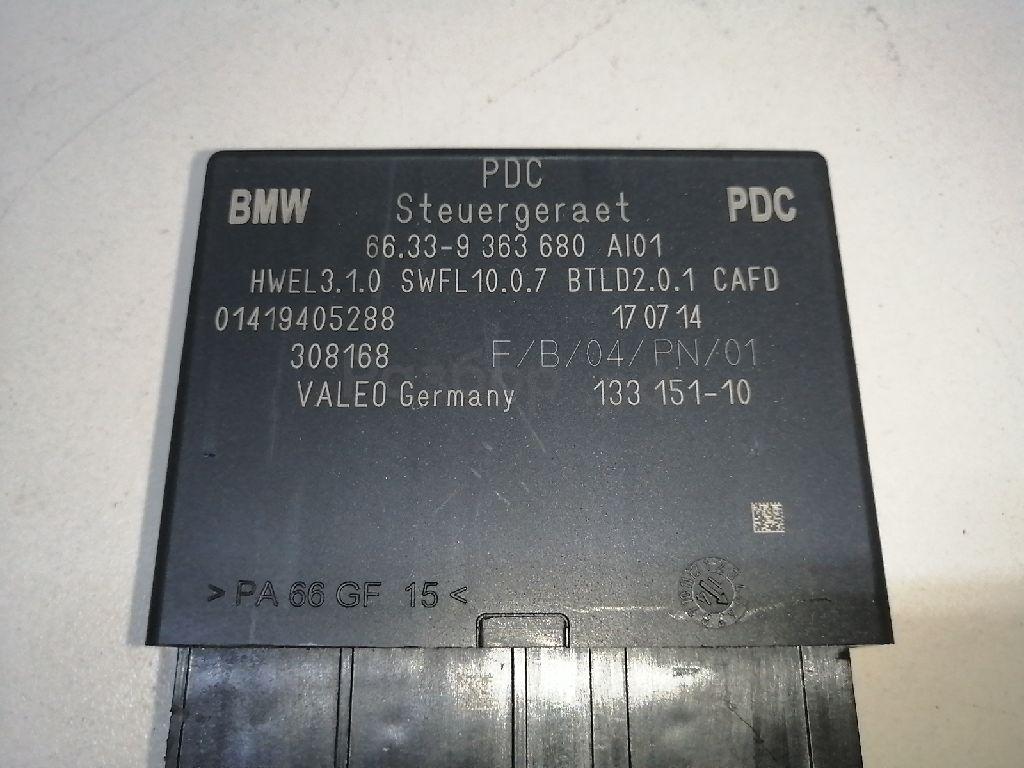 PDC
BMW Steuergeraet PDC
66.33-9 363 680 AI01
HWEL3.1.0 SWFL10.0.7 BTLD2.0.1 CAFD
01419405288 17 07 14
308168 F/B/04/PN/01
VALEO Germany 133 151-10
>PA 66 GF 15<